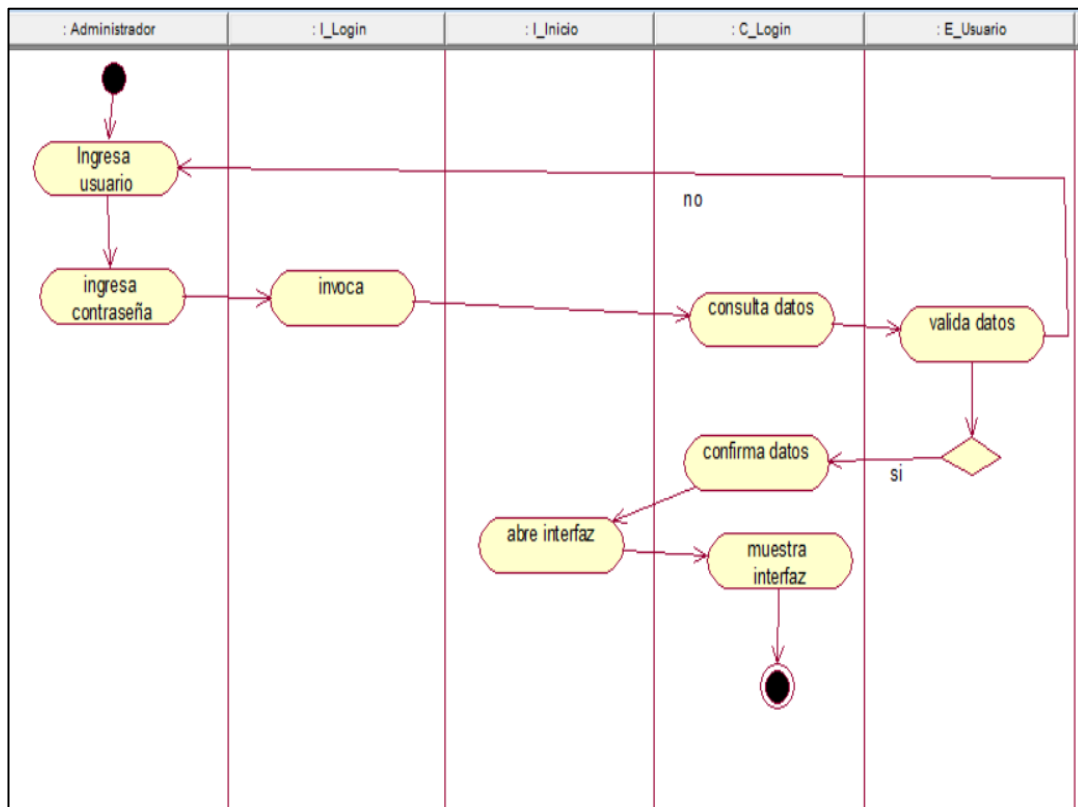 : Administrador
: I_Login
: I_Inicio
: C_Login
: E_Usuario
Ingresa
usuario
no
ingresa
contraseña
invoca
consulta datos
valida datos
confirma datos
si
abre interfaz
muestra
interfaz